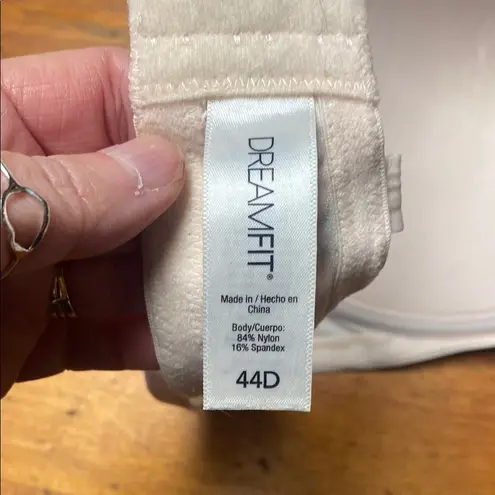 DREAMFIT®
Made in / Hecho en
China
Body/Cuerpo:
84% Nylon
16% Spandex
44D